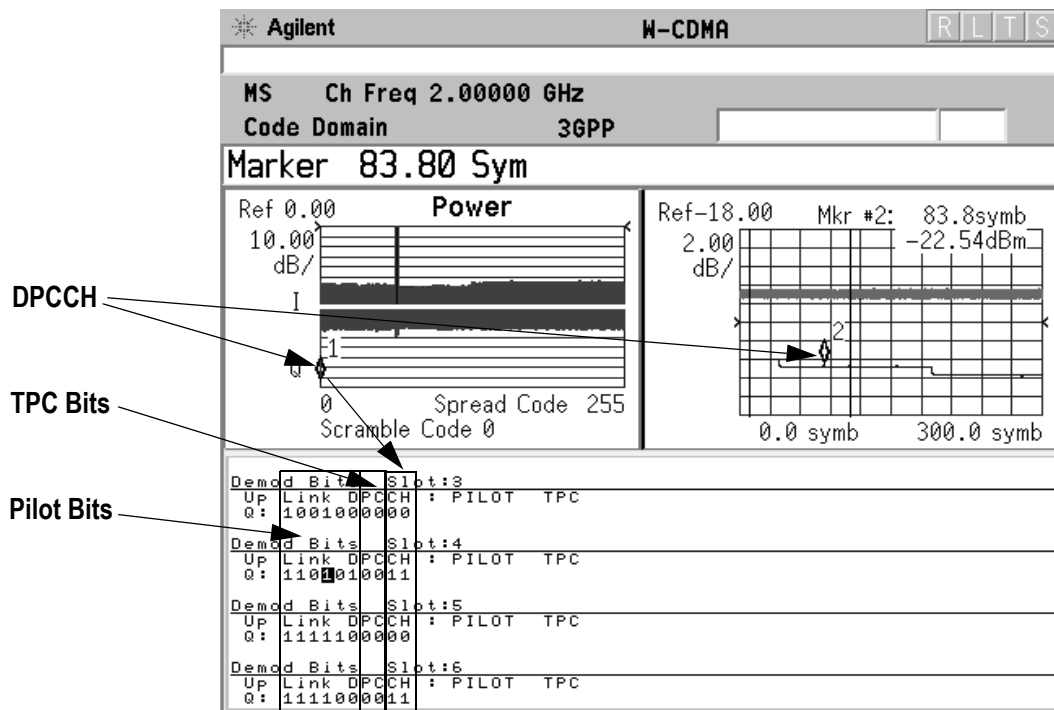 Agilent W-CDMA R L T S
MS Ch Freq 2.00000 GHz
Code Domain 3GPP
Marker 83.80 Sym
Ref 0.00 Power
10.00
dB/
I
1
Q
0 Spread Code 255
Scramble Code 0
Ref-18.00 Mkr #2: 83.8symb
2.00 -22.54dBm
dB/
2
0.0 symb 300.0 symb
DPCCH
TPC Bits
Pilot Bits
Demod Bits Slot:3
Up Link DPCCH : PILOT TPC
Q: 1001000000
Demod Bits Slot:4
Up Link DPCCH : PILOT TPC
Q: 1101010011
Demod Bits Slot:5
Up Link DPCCH : PILOT TPC
Q: 1111100000
Demod Bits Slot:6
Up Link DPCCH : PILOT TPC
Q: 1111000011